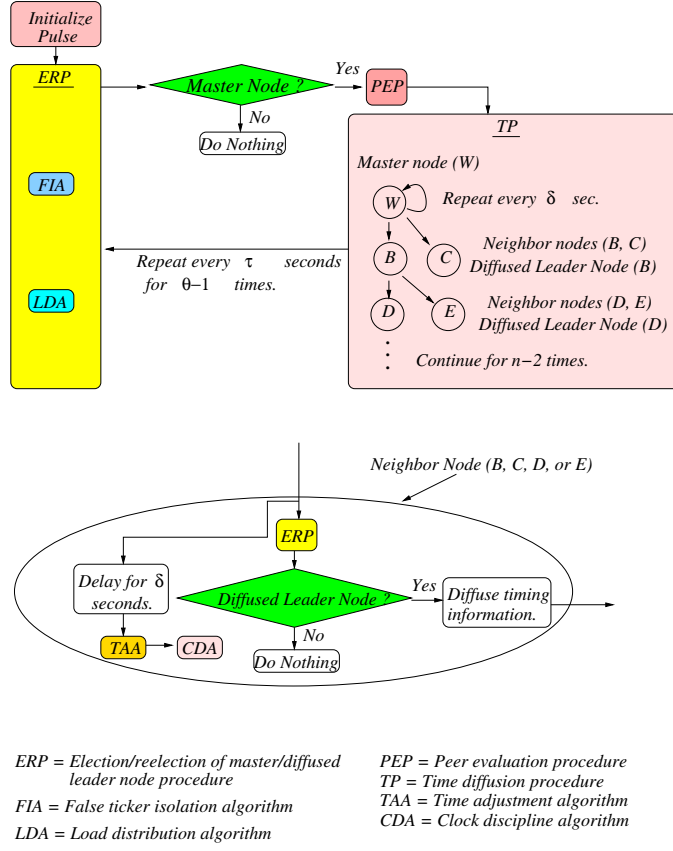 Initialize
Pulse
ERP
Master Node ?
Yes
PEP
No
Do Nothing
FIA
LDA
TP
Master node (W)
W
Repeat every δ sec.
B
C
Neighbor nodes (B, C)
Diffused Leader Node (B)
D
E
Neighbor nodes (D, E)
Diffused Leader Node (D)
Continue for n−2 times.
Repeat every τ seconds
for θ−1 times.
Neighbor Node (B, C, D, or E)
ERP
Delay for δ
seconds.
Diffused Leader Node ?
Yes
Diffuse timing
information.
TAA
CDA
No
Do Nothing
ERP = Election/reelection of master/diffused
leader node procedure
FIA = False ticker isolation algorithm
LDA = Load distribution algorithm
PEP = Peer evaluation procedure
TP = Time diffusion procedure
TAA = Time adjustment algorithm
CDA = Clock discipline algorithm